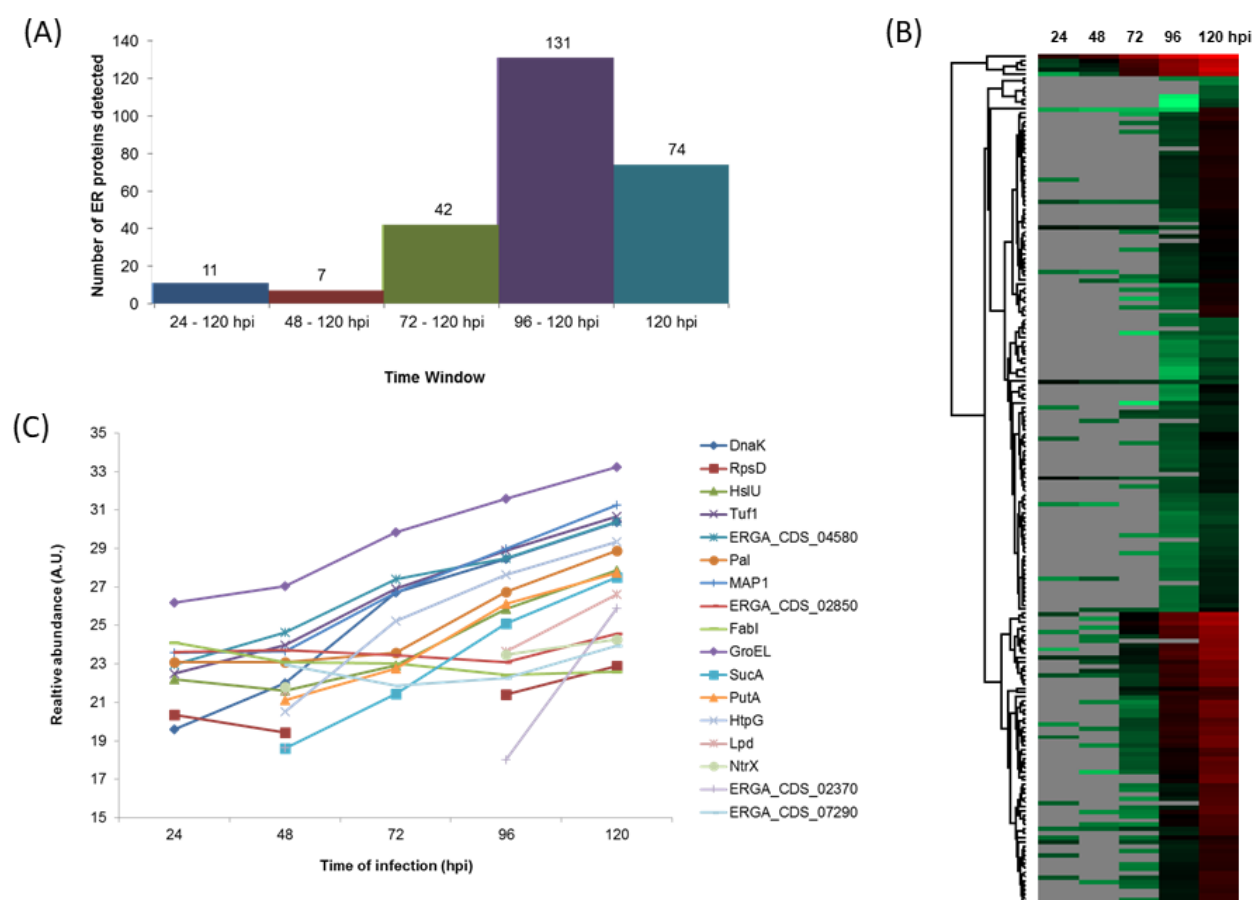 (A)
Number of ER proteins detected
140
120
100
80
60
40
20
0
11
7
42
131
74
24 - 120 hpi
48 - 120 hpi
72 - 120 hpi
96 - 120 hpi
120 hpi
Time Window
(B)
24 48 72 96 120 hpi
(C)
Realtive abundance (A.U.)
35
33
31
29
27
25
23
21
19
17
15
24
48
72
96
120
Time of infection (hpi)
DnaK
RpsD
HslU
Tuf1
ERGA_CDS_04580
Pal
MAP1
ERGA_CDS_02850
FabI
GroEL
SucA
PutA
HtpG
Lpd
NtrX
ERGA_CDS_02370
ERGA_CDS_07290